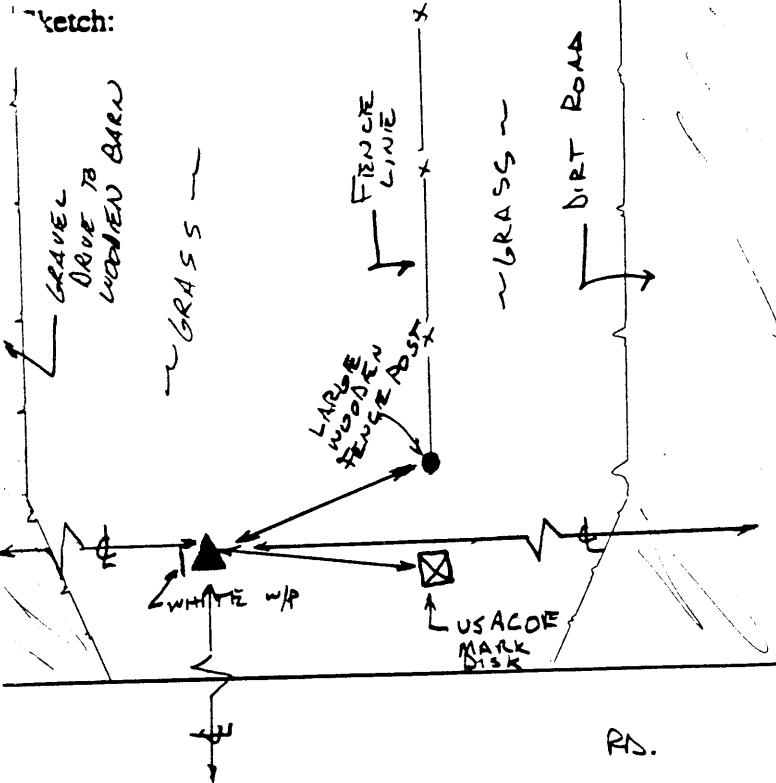 Sketch:
GRAVEL
DRIVE TO
WOODEN BARN
~GRASS~
FENCE
LINE
~GRASS~
DIRT ROAD
LARGE
WOODEN
FENCE POST
WHITE W/P
USACOE
MARK
DISK
RD.